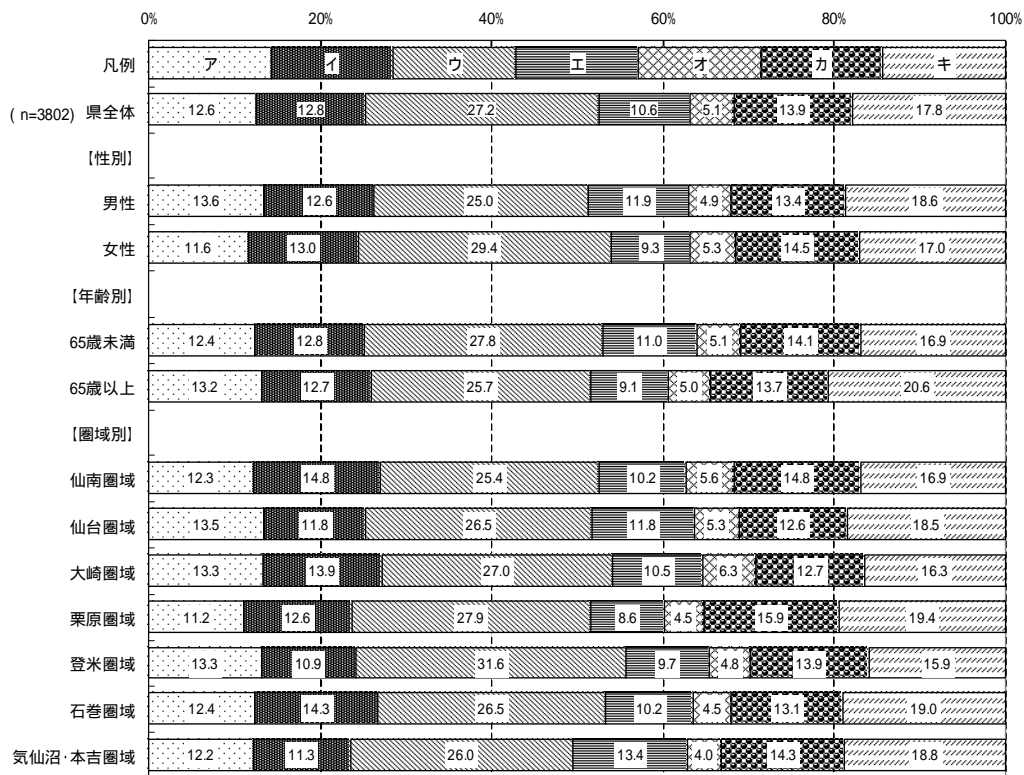 0% 20% 40% 60% 80% 100%
凡例 ア イ ウ エ オ カ キ
( n=3802) 県全体 12.6 12.8 27.2 10.6 5.1 13.9 17.8
【性別】
男性 13.6 12.6 25.0 11.9 4.9 13.4 18.6
女性 11.6 13.0 29.4 9.3 5.3 14.5 17.0
【年齢別】
65歳未満 12.4 12.8 27.8 11.0 5.1 14.1 16.9
65歳以上 13.2 12.7 25.7 9.1 5.0 13.7 20.6
【圏域別】
仙南圏域 12.3 14.8 25.4 10.2 5.6 14.8 16.9
仙台圏域 13.5 11.8 26.5 11.8 5.3 12.6 18.5
大崎圏域 13.3 13.9 27.0 10.5 6.3 12.7 16.3
栗原圏域 11.2 12.6 27.9 8.6 4.5 15.9 19.4
登米圏域 13.3 10.9 31.6 9.7 4.8 13.9 15.9
石巻圏域 12.4 14.3 26.5 10.2 4.5 13.1 19.0
気仙沼･本吉圏域 12.2 11.3 26.0 13.4 4.0 14.3 18.8